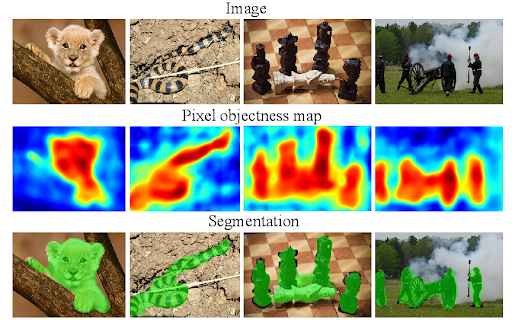 Image
Pixel objectness map
Segmentation